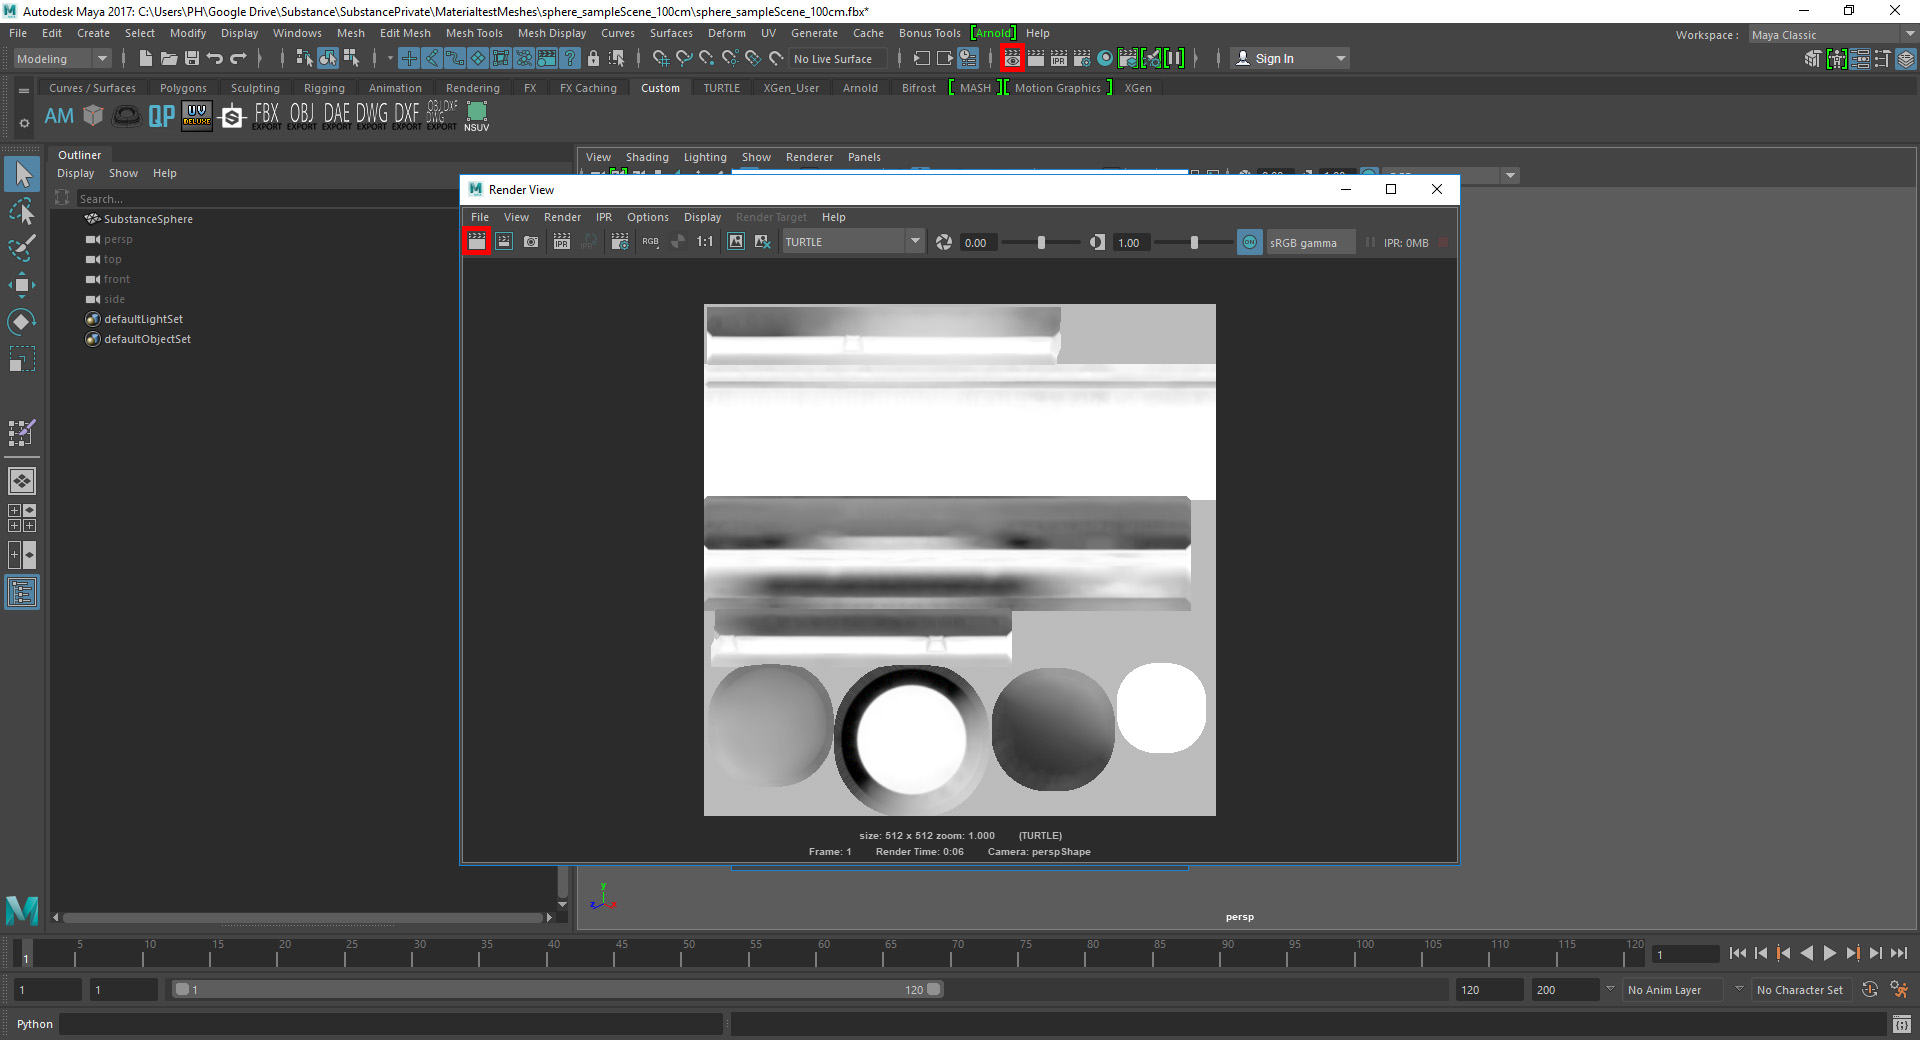 Autodesk Maya 2017: C:\Users\PH\Google Drive\Substance\SubstancePrivate\MaterialtestMeshes\sphere_sampleScene_100cm\sphere_sampleScene_100cm.fbx*
File Edit Create Select Modify Display Windows Mesh Edit Mesh Mesh Tools Mesh Display Curves Surfaces Deform UV Generate Cache Bonus Tools [Arnold] Help
Workspace : Maya Classic
Modeling No Live Surface IPR Sign In
Curves / Surfaces Polygons Sculpting Rigging Animation Rendering FX FX Caching Custom TURTLE XGen_User Arnold Bifrost [ MASH ][ Motion Graphics ] XGen
AM QP UV DELUXE FBX OBJ DAE DWG DXF OBJ DXF DWG
EXPORT EXPORT EXPORT EXPORT EXPORT EXPORT NSUV
Outliner
Display Show Help
Search...
SubstanceSphere
persp
top
front
side
defaultLightSet
defaultObjectSet
View Shading Lighting Show Renderer Panels
Render View
File View Render IPR Options Display Render Target Help
IPR IPR RGB 1:1 TURTLE 0.00 1.00 ON sRGB gamma IPR: 0MB
size: 512 x 512 zoom: 1.000 (TURTLE)
Frame: 1 Render Time: 0:06 Camera: perspShape
y
z x
persp
5 10 15 20 25 30 35 40 45 50 55 60 65 70 75 80 85 90 95 100 105 110 115 120
1 1
1 1 1 120 120 200 No Anim Layer No Character Set
Python